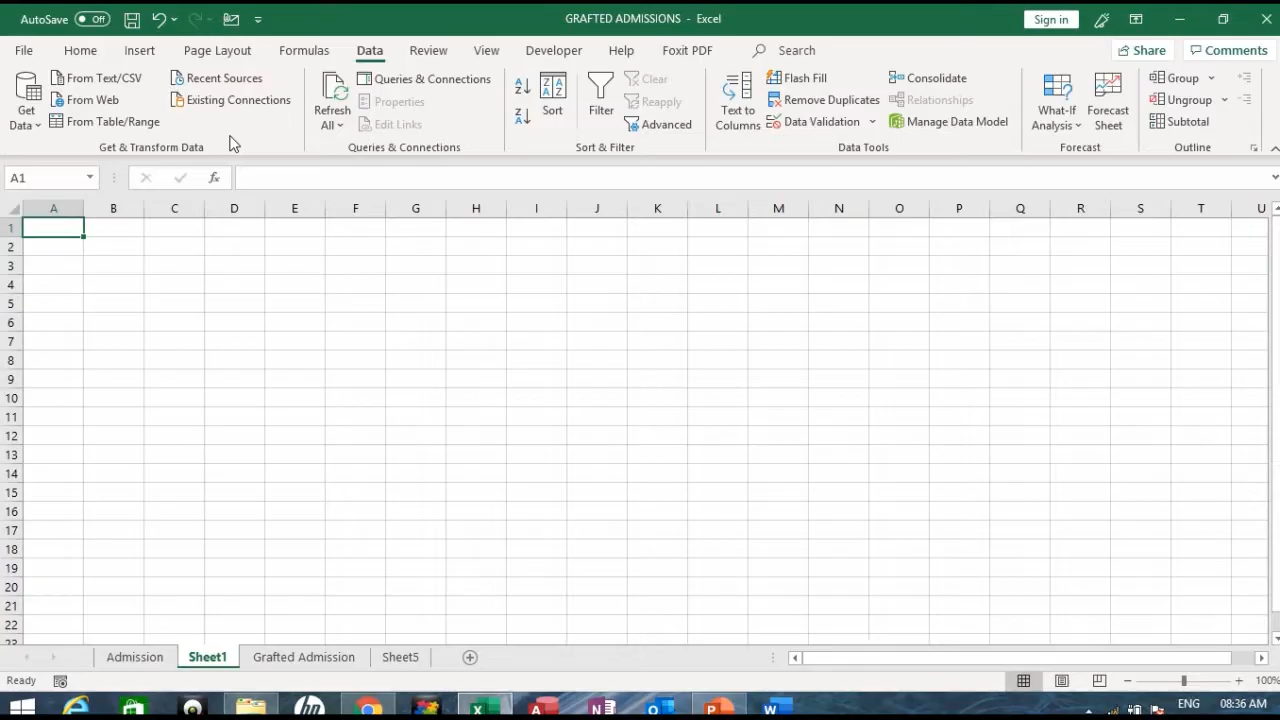 AutoSave Off GRAFTED ADMISSIONS - Excel Sign in
File Home Insert Page Layout Formulas Data Review View Developer Help Foxit PDF Search Share Comments
Get Data
From Text/CSV
From Web
From Table/Range
Recent Sources
Existing Connections
Get & Transform Data
Refresh All
Queries & Connections
Properties
Edit Links
Queries & Connections
Sort
Filter
Clear
Reapply
Advanced
Sort & Filter
Text to Columns
Flash Fill
Remove Duplicates
Data Validation
Consolidate
Relationships
Manage Data Model
Data Tools
What-If Analysis
Forecast Sheet
Forecast
Group
Ungroup
Subtotal
Outline
A1 fx
A B C D E F G H I J K L M N O P Q R S T U
1
2
3
4
5
6
7
8
9
10
11
12
13
14
15
16
17
18
19
20
21
22
23
Admission Sheet1 Grafted Admission Sheet5
Ready 100%
ENG 08:36 AM